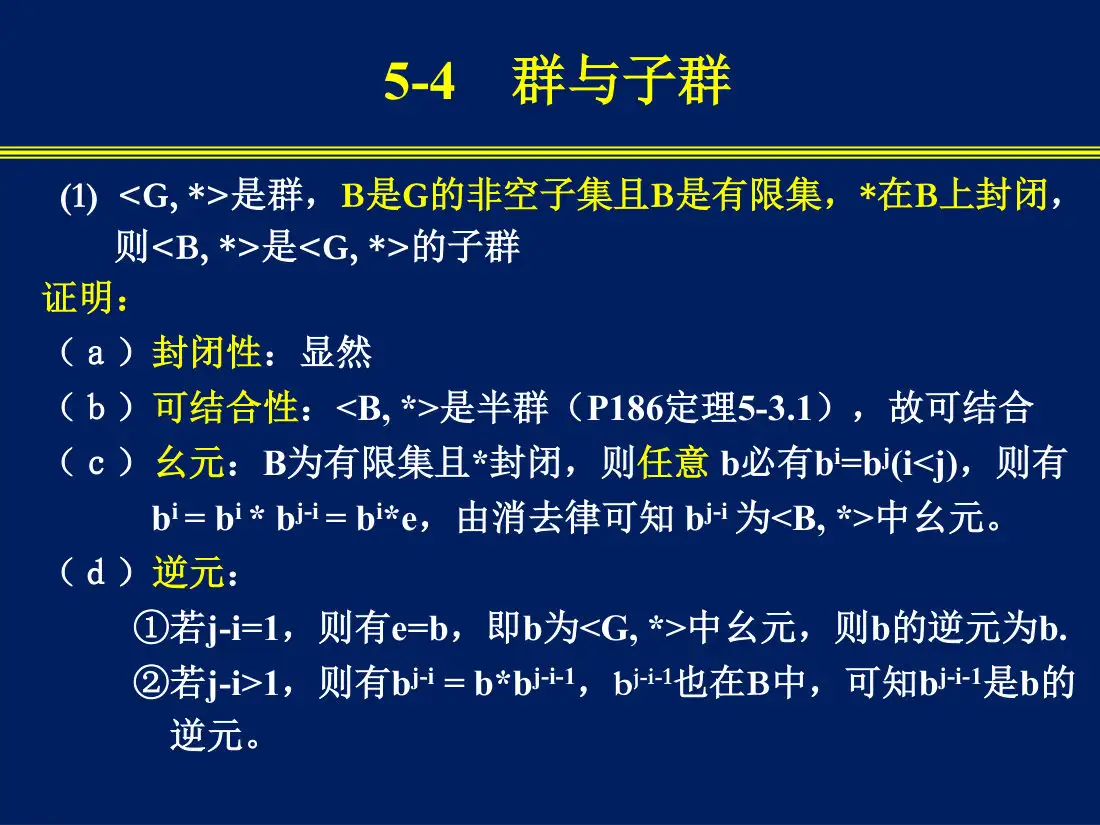 5-4 群与子群
(1) <G, *>是群，B是G的非空子集且B是有限集，*在B上封闭，
则<B, *>是<G, *>的子群
证明：
（ａ）封闭性：显然
（ｂ）可结合性：<B, *>是半群（P186定理5-3.1），故可结合
（ｃ）幺元：B为有限集且*封闭，则任意 b必有bⁱ=bʲ(i<j)，则有
bⁱ = bⁱ * bʲ⁻ⁱ = bⁱ*e，由消去律可知 bʲ⁻ⁱ 为<B, *>中幺元。
（ｄ）逆元：
①若j-i=1，则有e=b，即b为<G, *>中幺元，则b的逆元为b.
②若j-i>1，则有bʲ⁻ⁱ = b*bʲ⁻ⁱ⁻¹，bʲ⁻ⁱ⁻¹也在B中，可知bʲ⁻ⁱ⁻¹是b的
逆元。